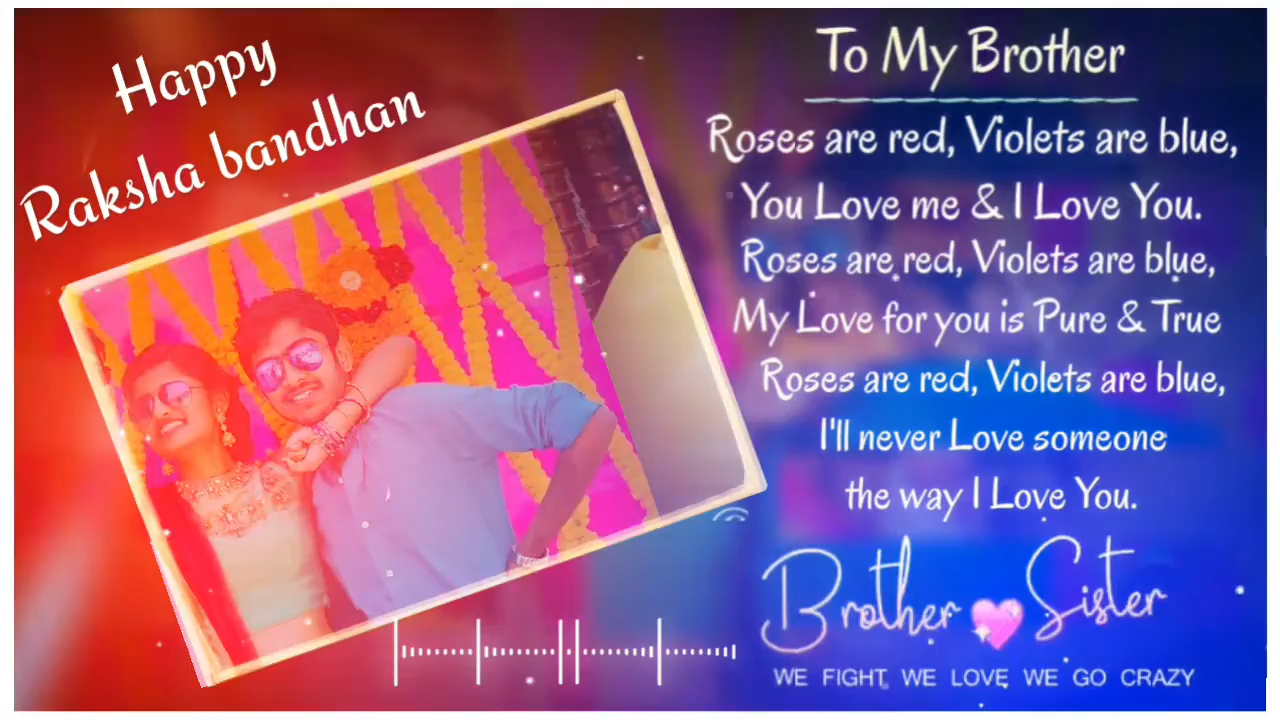 Happy
Raksha bandhan
To My Brother
Roses are red, Violets are blue,
You Love me & I Love You.
Roses are red, Violets are blue,
My Love for you is Pure & True
Roses are red, Violets are blue,
I'll never Love someone
the way I Love You.
Brother Sister
WE FIGHT WE LOVE WE GO CRAZY